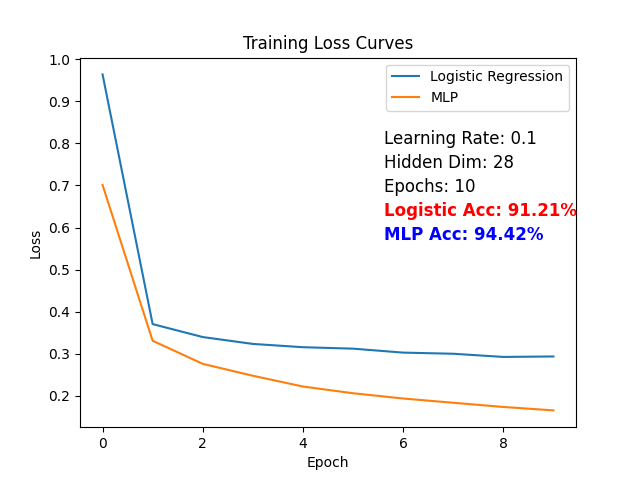 Training Loss Curves
1.0
0.9
0.8
0.7
0.6
0.5
0.4
0.3
0.2
Loss
Logistic Regression
MLP
Learning Rate: 0.1
Hidden Dim: 28
Epochs: 10
Logistic Acc: 91.21%
MLP Acc: 94.42%
0 2 4 6 8
Epoch